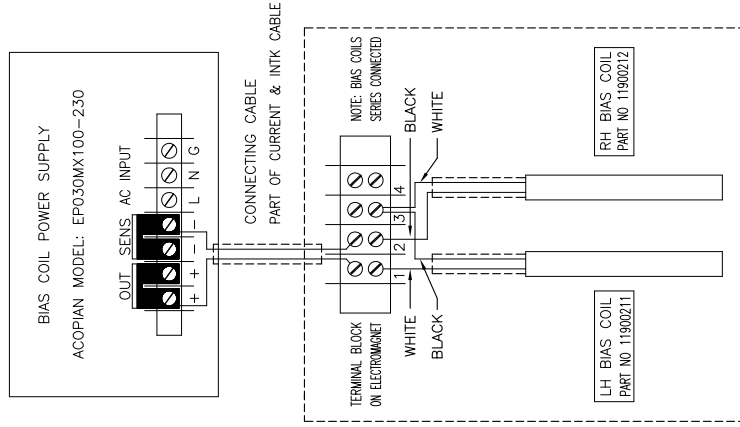 BIAS COIL POWER SUPPLY
ACOPIAN MODEL: EP030MX100-230
OUT SENS AC INPUT
+ + - - L N G
CONNECTING CABLE
PART OF CURRENT & INTK CABLE
TERMINAL BLOCK
ON ELECTROMAGNET
NOTE: BIAS COILS
SERIES CONNECTED
1 2 3 4
WHITE
BLACK
BLACK
WHITE
LH BIAS COIL
PART NO 11900211
RH BIAS COIL
PART NO 11900212